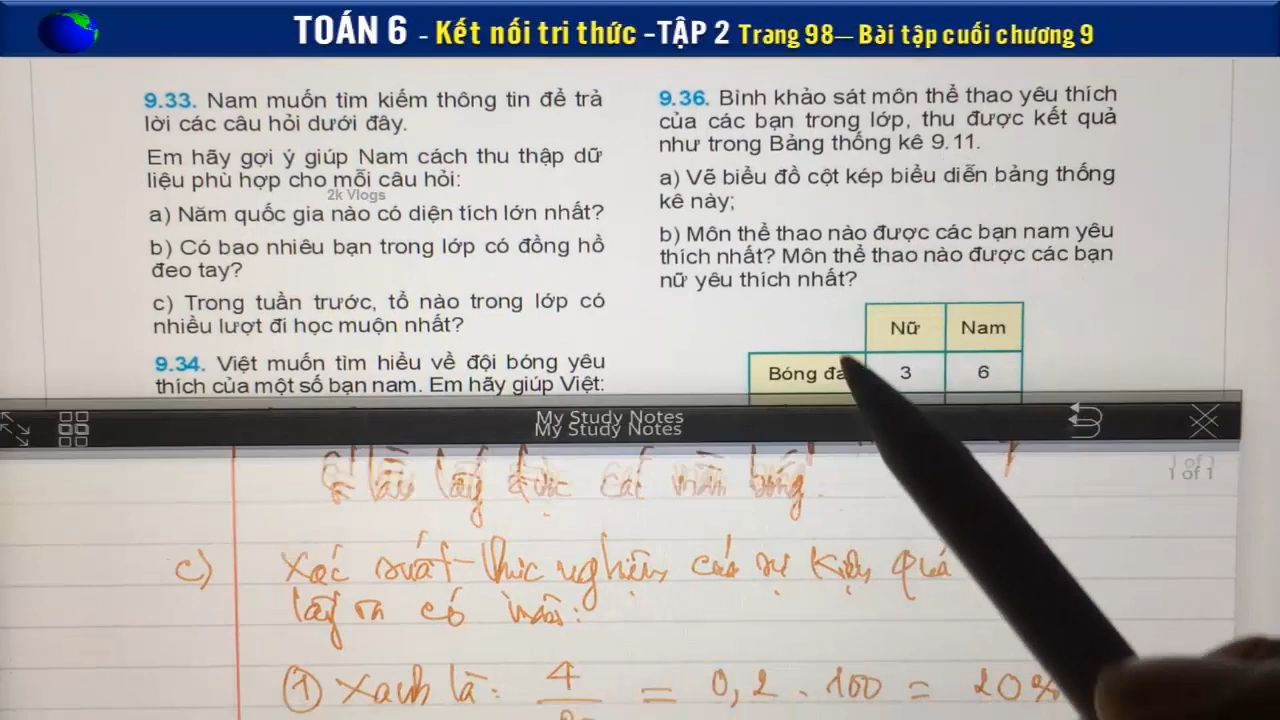 TOÁN 6 - Kết nối tri thức -TẬP 2 Trang 98— Bài tập cuối chương 9
9.33. Nam muốn tìm kiếm thông tin để trả
lời các câu hỏi dưới đây.
Em hãy gợi ý giúp Nam cách thu thập dữ
liệu phù hợp cho mỗi câu hỏi:
2k Vlogs
a) Năm quốc gia nào có diện tích lớn nhất?
b) Có bao nhiêu bạn trong lớp có đồng hồ
đeo tay?
c) Trong tuần trước, tổ nào trong lớp có
nhiều lượt đi học muộn nhất?
9.34. Việt muốn tìm hiểu về đội bóng yêu
thích của một số bạn nam. Em hãy giúp Việt:
9.36. Bình khảo sát môn thể thao yêu thích
của các bạn trong lớp, thu được kết quả
như trong Bảng thống kê 9.11.
a) Vẽ biểu đồ cột kép biểu diễn bảng thống
kê này;
b) Môn thể thao nào được các bạn nam yêu
thích nhất? Môn thể thao nào được các bạn
nữ yêu thích nhất?
Nữ Nam
Bóng 3 6
My Study Notes
My Study Notes
1 of 1
c) Xác suất thực nghiệm của sự kiện quả
lấy ra có màu:
① Xanh là: 4 = 0,2 . 100 = 20%